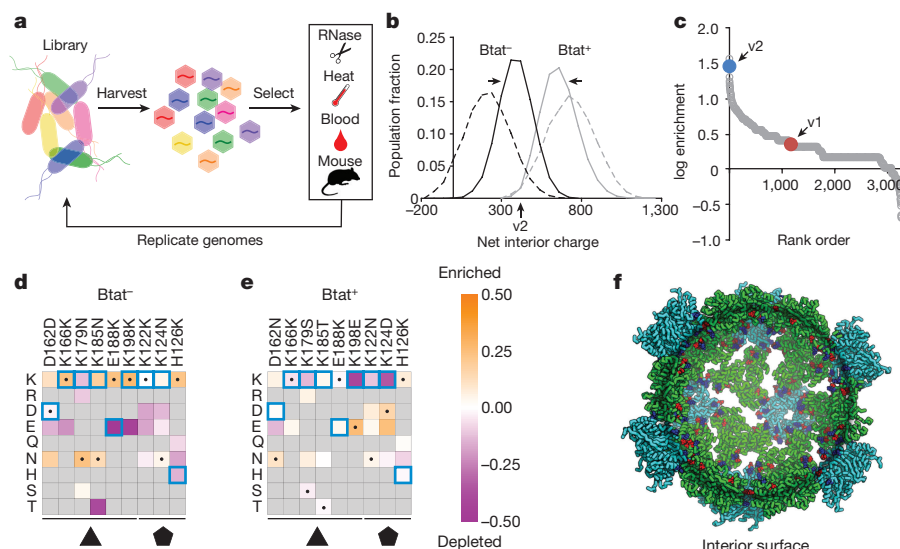 a
Library
Harvest
Select
RNase
Heat
Blood
Mouse
Replicate genomes
b
Population fraction
0.25
0.20
0.15
0.10
0.05
0
Btat⁻
Btat⁺
−200
300
800
1,300
v2
Net interior charge
c
log enrichment
1.5
1.0
0.5
0
−0.5
−1.0
v2
v1
1,000
2,000
3,000
Rank order
d
Btat⁻
D162D
K166K
K179N
K185N
E188K
K198K
K122K
K124N
H126K
K
R
D
E
Q
N
H
S
T
e
Btat⁺
D162N
K166K
K179S
K185T
E188K
K198E
K122N
K124D
H126K
K
R
D
E
Q
N
H
S
T
Enriched
0.50
0.25
0.00
−0.25
−0.50
Depleted
f
Interior surface